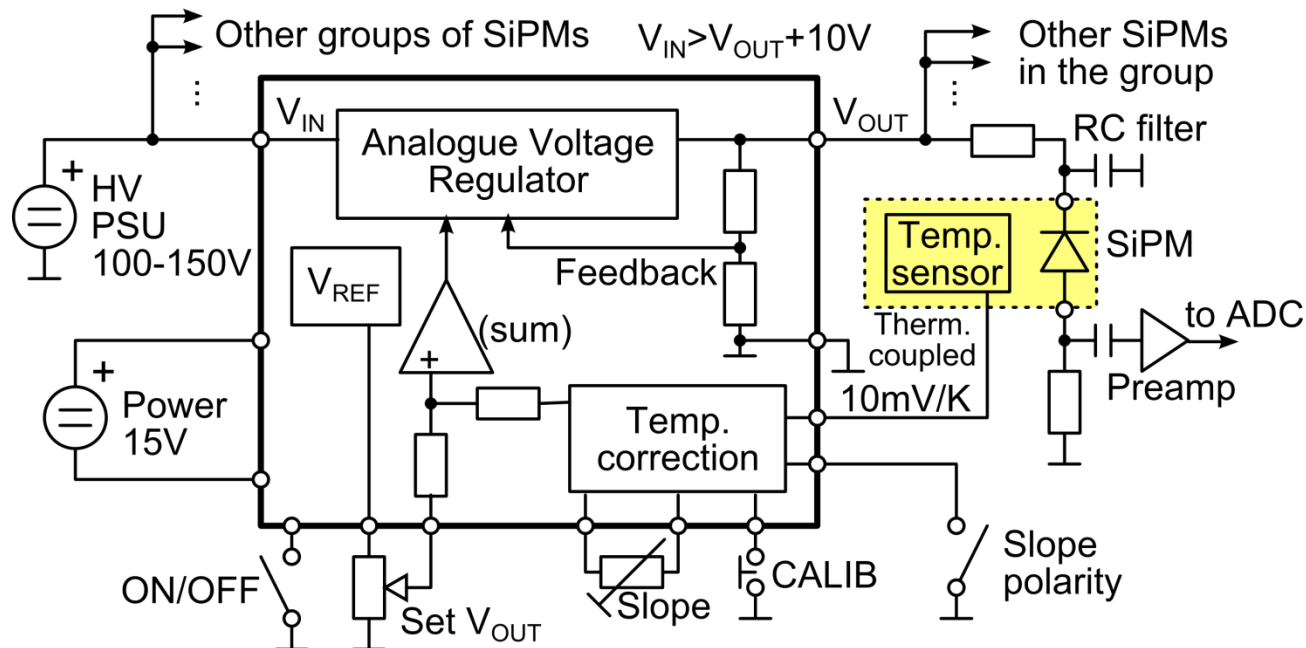 Other groups of SiPMs
V_IN>V_OUT+10V
Other SiPMs
in the group
V_IN
Analogue Voltage
Regulator
V_OUT
RC filter
+
HV
PSU
100-150V
V_REF
Feedback
Temp.
sensor
SiPM
(sum)
+
Therm.
coupled
10mV/K
to ADC
Preamp
+
Power
15V
Temp.
correction
ON/OFF
Set V_OUT
Slope
CALIB
Slope
polarity